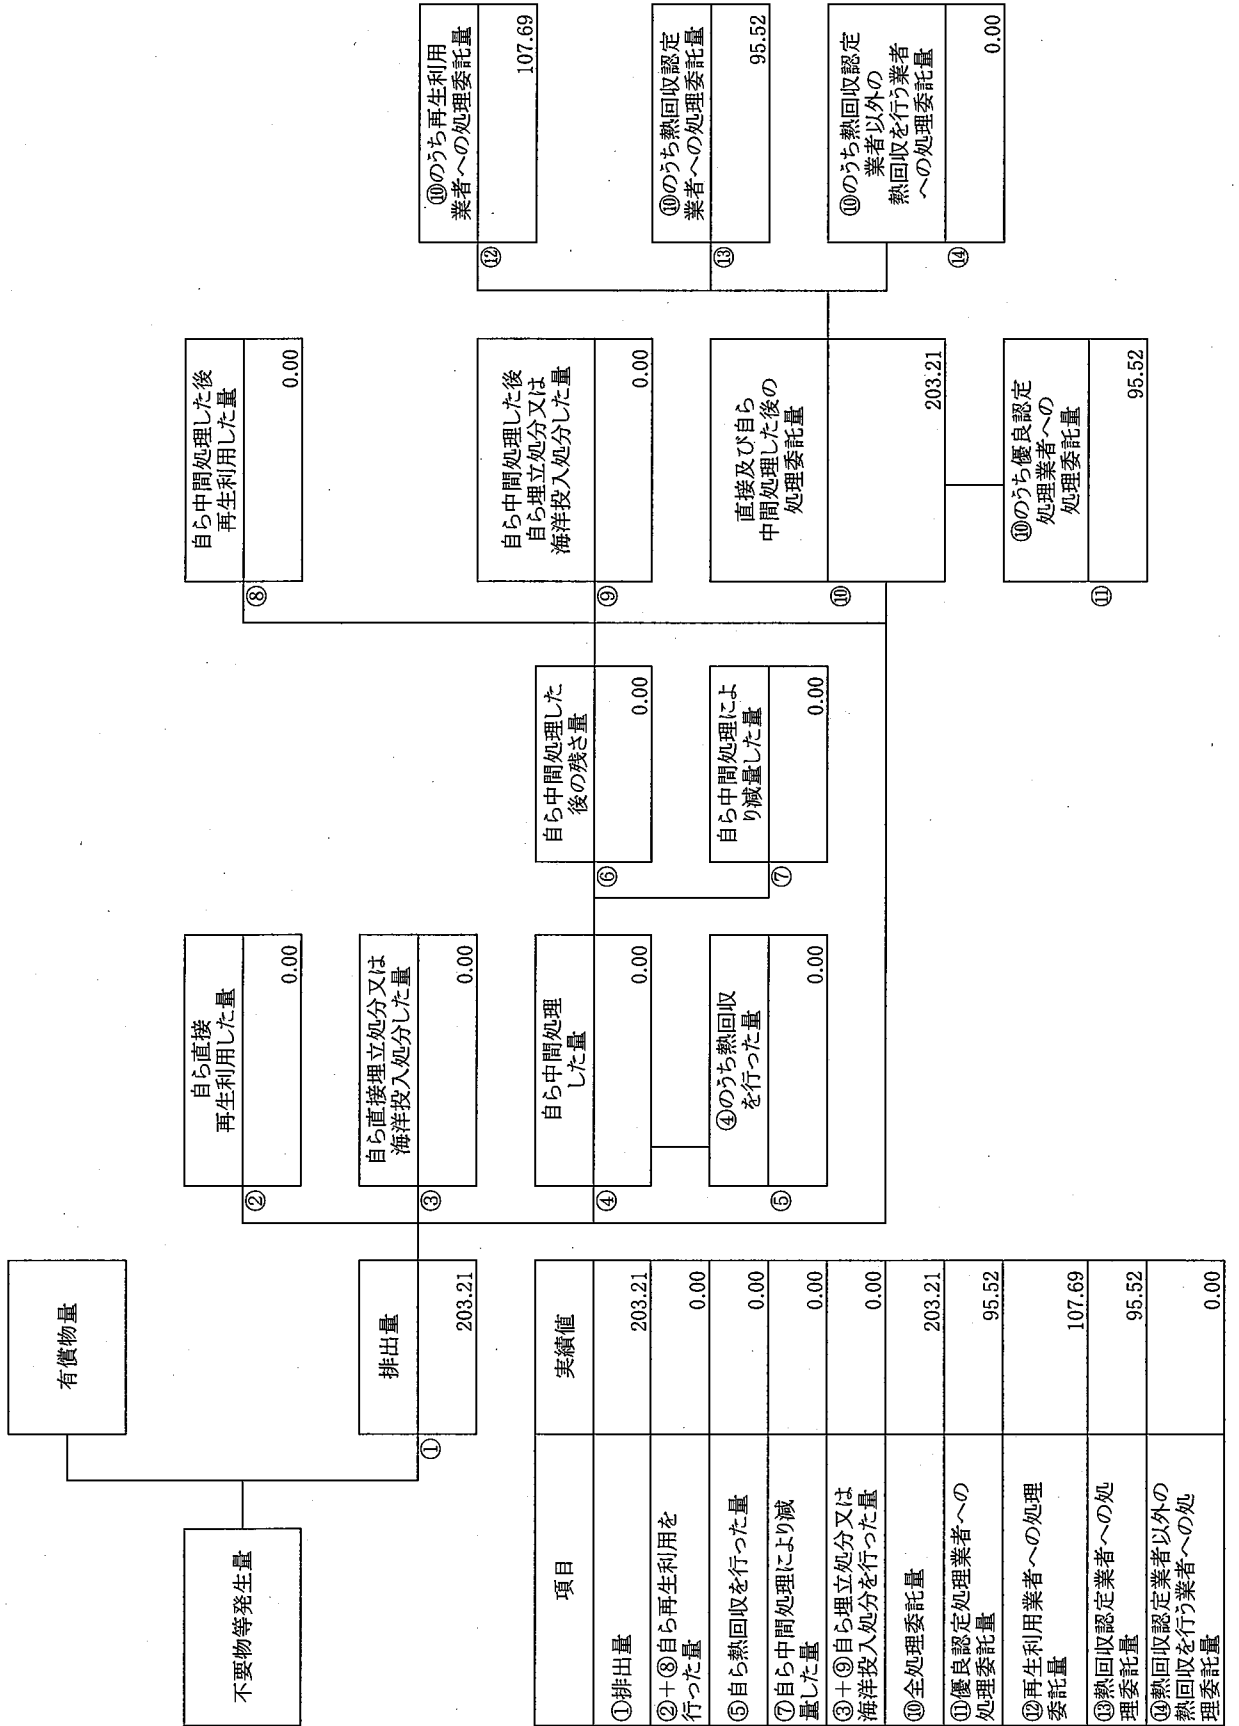 不要物等発生量
有償物量
①
排出量
203.21
②
自ら直接
再生利用した量
0.00
③
自ら直接埋立処分又は
海洋投入処分した量
0.00
④
自ら中間処理
した量
0.00
⑤
④のうち熱回収
を行った量
0.00
⑥
自ら中間処理した
後の残さ量
0.00
⑦
自ら中間処理によ
り減量した量
0.00
⑧
自ら中間処理した後
再生利用した量
0.00
⑨
自ら中間処理した後
自ら埋立処分又は
海洋投入処分した量
0.00
⑩
直接及び自ら
中間処理した後の
処理委託量
203.21
⑪
⑩のうち優良認定
処理業者への
処理委託量
95.52
⑫
⑩のうち再生利用
業者への処理委託量
107.69
⑬
⑩のうち熱回収認定
業者への処理委託量
95.52
⑭
⑩のうち熱回収認定
業者以外の
熱回収を行う業者
への処理委託量
0.00
項目 実績値
①排出量 203.21
②+⑧自ら再生利用を
行った量 0.00
⑤自ら熱回収を行った量 0.00
⑦自ら中間処理により減
量した量 0.00
③+⑨自ら埋立処分又は
海洋投入処分を行った量 0.00
⑩全処理委託量 203.21
⑪優良認定処理業者への
処理委託量 95.52
⑫再生利用業者への処理
委託量 107.69
⑬熱回収認定業者への処
理委託量 95.52
⑭熱回収認定業者以外の
熱回収を行う業者への処
理委託量 0.00